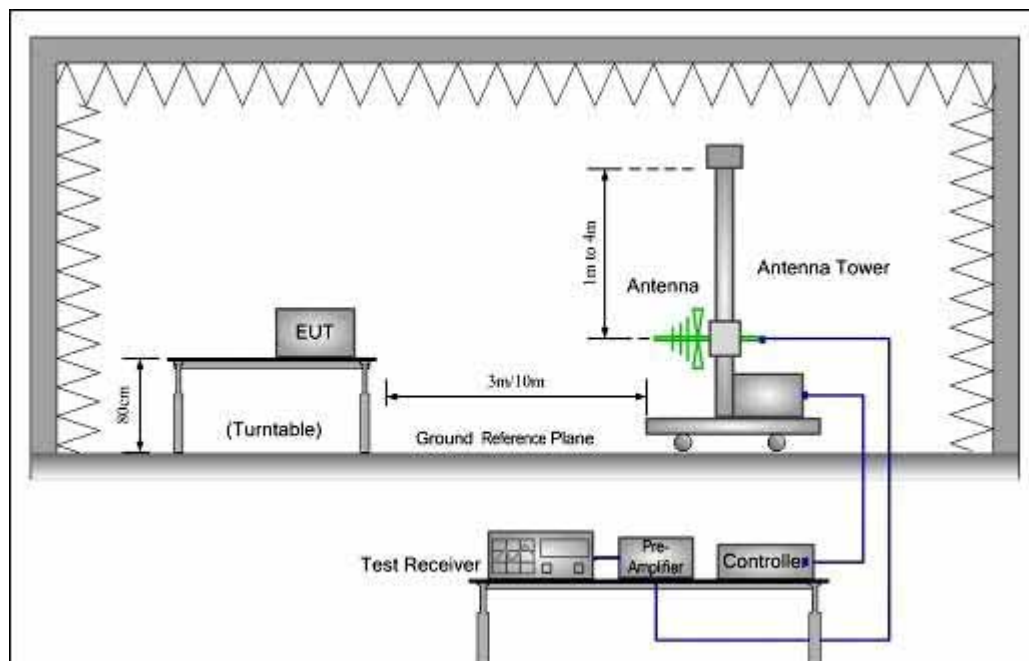 1m to 4m
Antenna Tower
Antenna
EUT
80cm
3m/10m
(Turntable)
Ground Reference Plane
Test Receiver
Pre-
Amplifier
Controller